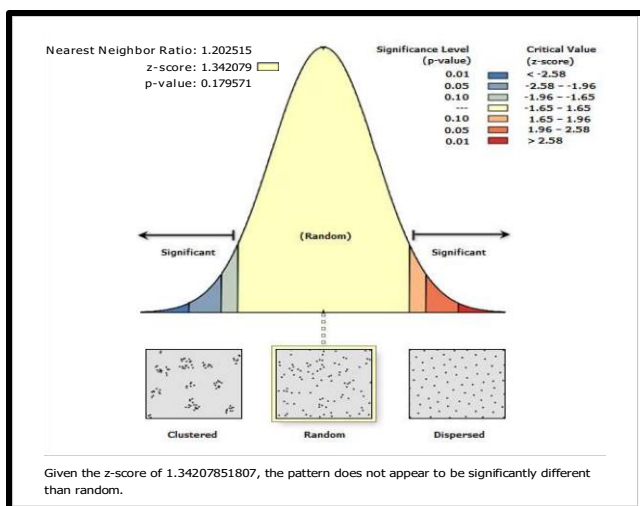 Nearest Neighbor Ratio: 1.202515
z-score: 1.342079
p-value: 0.179571
Significance Level
(p-value)
Critical Value
(z-score)
0.01 < -2.58
0.05 -2.58 – -1.96
0.10 -1.96 – -1.65
--- -1.65 – 1.65
0.10 1.65 – 1.96
0.05 1.96 – 2.58
0.01 > 2.58
Significant
(Random)
Significant
Clustered
Random
Dispersed
Given the z-score of 1.34207851807, the pattern does not appear to be significantly different
than random.